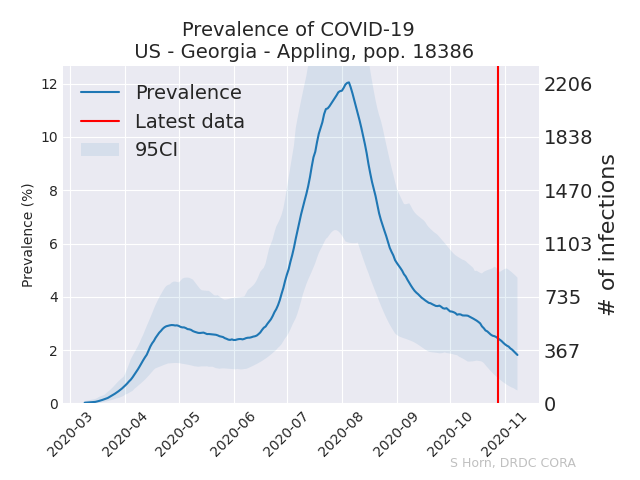 Prevalence of COVID-19
US - Georgia - Appling, pop. 18386
Prevalence
Latest data
95CI
Prevalence (%)
12
10
8
6
4
2
0
2206
1838
1470
1103
735
367
0
# of infections
2020-03
2020-04
2020-05
2020-06
2020-07
2020-08
2020-09
2020-10
2020-11
S Horn, DRDC CORA